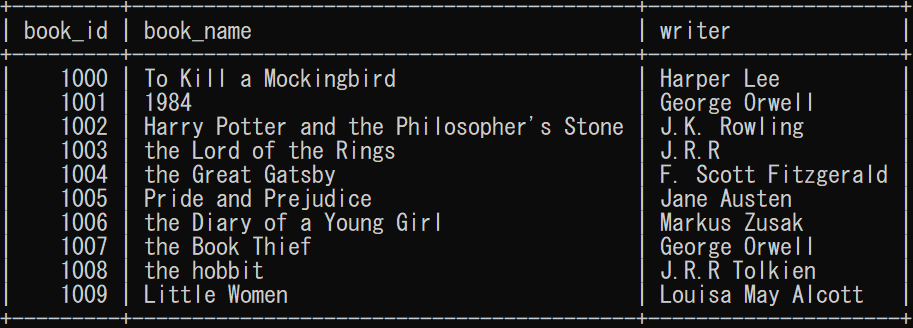 book_id | book_name | writer
1000 | To Kill a Mockingbird | Harper Lee
1001 | 1984 | George Orwell
1002 | Harry Potter and the Philosopher's Stone | J.K. Rowling
1003 | the Lord of the Rings | J.R.R
1004 | the Great Gatsby | F. Scott Fitzgerald
1005 | Pride and Prejudice | Jane Austen
1006 | the Diary of a Young Girl | Markus Zusak
1007 | the Book Thief | George Orwell
1008 | the hobbit | J.R.R Tolkien
1009 | Little Women | Louisa May Alcott